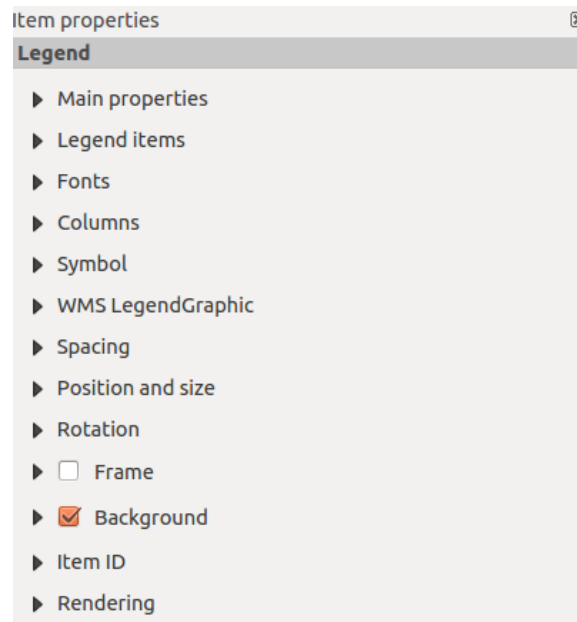 Item properties
Legend
Main properties
Legend items
Fonts
Columns
Symbol
WMS LegendGraphic
Spacing
Position and size
Rotation
Frame
Background
Item ID
Rendering